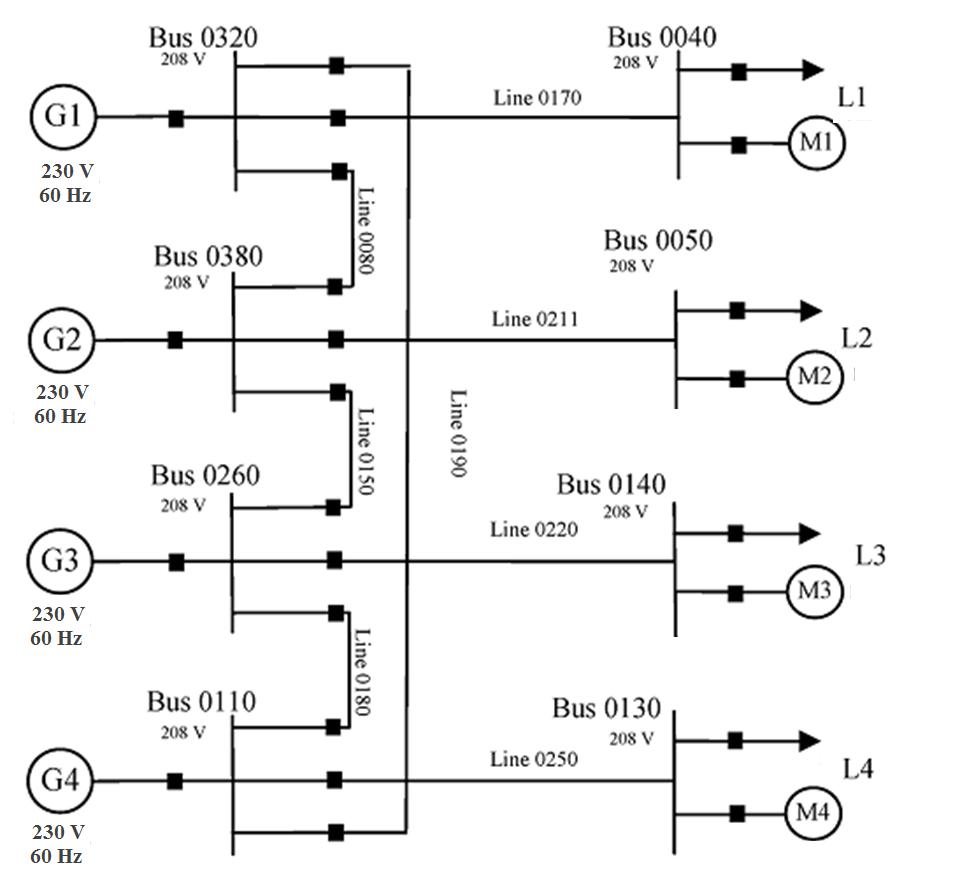 Bus 0320
208 V
Bus 0040
208 V
G1
Line 0170
L1
M1
230 V
60 Hz
Line 0080
Bus 0380
208 V
Bus 0050
208 V
G2
Line 0211
L2
M2
230 V
60 Hz
Line 0150
Line 0190
Bus 0260
208 V
Bus 0140
208 V
G3
Line 0220
L3
M3
230 V
60 Hz
Line 0180
Bus 0110
208 V
Bus 0130
208 V
G4
Line 0250
L4
M4
230 V
60 Hz